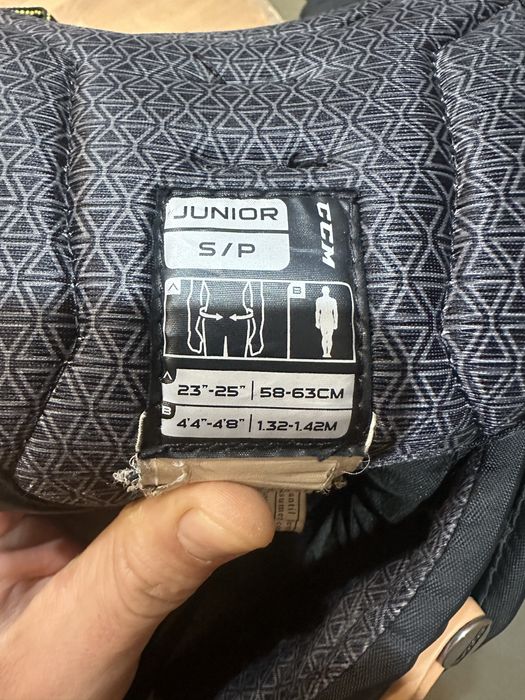 JUNIOR
CCM
S/P
A
B
A 23"-25" | 58-63CM
B 4'4"-4'8" | 1.32-1.42M